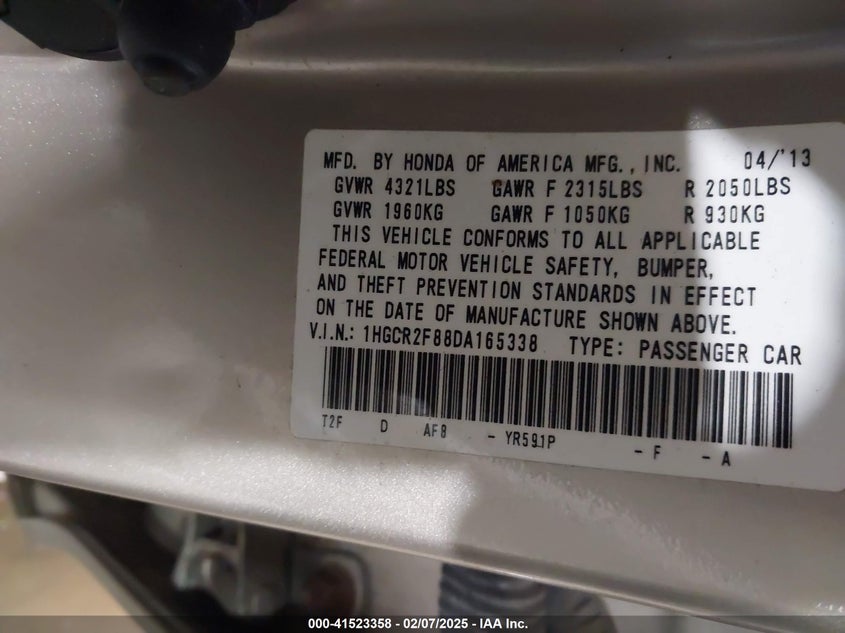 MFD. BY HONDA OF AMERICA MFG., INC. 04/'13
GVWR 4321LBS GAWR F 2315LBS R 2050LBS
GVWR 1960KG GAWR F 1050KG R 930KG
THIS VEHICLE CONFORMS TO ALL APPLICABLE
FEDERAL MOTOR VEHICLE SAFETY, BUMPER,
AND THEFT PREVENTION STANDARDS IN EFFECT
ON THE DATE OF MANUFACTURE SHOWN ABOVE.
V.I.N.: 1HGCR2F88DA165338 TYPE: PASSENGER CAR
T2F D AF8 - YR591P - F - A
000-41523358 - 02/07/2025 - IAA Inc.